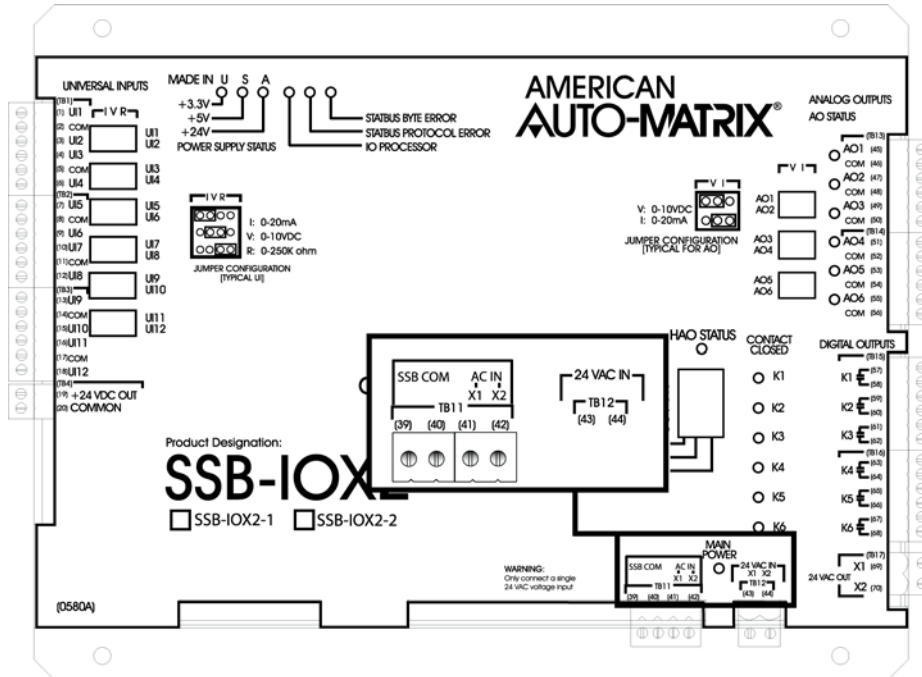 UNIVERSAL INPUTS
(TB1)
I V R
(1) UI1
(2) COM
(3) UI2
(4) UI3
(5) COM
(6) UI4
(TB2)
(7) UI5
(8) COM
(9) UI6
(10) UI7
(11) COM
(12) UI8
(TB3)
(13) UI9
(14) COM
(15) UI10
(16) UI11
(17) COM
(18) UI12
(TB4)
(19) +24 VDC OUT
(20) COMMON
UI1
UI2
UI3
UI4
UI5
UI6
UI7
UI8
UI9
UI10
UI11
UI12
MADE IN U S A
+3.3V
+5V
+24V
POWER SUPPLY STATUS
STATBUS BYTE ERROR
STATBUS PROTOCOL ERROR
IO PROCESSOR
I V R
I: 0-20mA
V: 0-10VDC
R: 0-250K ohm
JUMPER CONFIGURATION
[TYPICAL UI]
AMERICAN
AUTO-MATRIX®
V I
V: 0-10VDC
I: 0-20mA
JUMPER CONFIGURATION
[TYPICAL FOR AO]
V I
AO1
AO2
AO3
AO4
AO5
AO6
ANALOG OUTPUTS
AO STATUS
(TB13)
AO1 (45)
COM (46)
AO2 (47)
COM (48)
AO3 (49)
COM (50)
(TB14)
AO4 (51)
COM (52)
AO5 (53)
COM (54)
AO6 (55)
COM (56)
SSB COM AC IN
X1 X2
TB11
(39) (40) (41) (42)
24 VAC IN
TB12
(43) (44)
HAO STATUS
CONTACT
CLOSED
K1
K2
K3
K4
K5
K6
DIGITAL OUTPUTS
(TB15)
K1 (57)
(58)
K2 (59)
(60)
K3 (61)
(62)
(TB16)
K4 (63)
(64)
K5 (65)
(66)
K6 (67)
(68)
(TB17)
X1 (69)
24 VAC OUT
X2 (70)
Product Designation:
SSB-IOX2
SSB-IOX2-1 SSB-IOX2-2
WARNING:
Only connect a single
24 VAC voltage input
SSB COM AC IN
X1 X2
TB11
(39) (40) (41) (42)
MAIN
POWER
24 VAC IN
X1 X2
TB12
(43) (44)
(0580A)